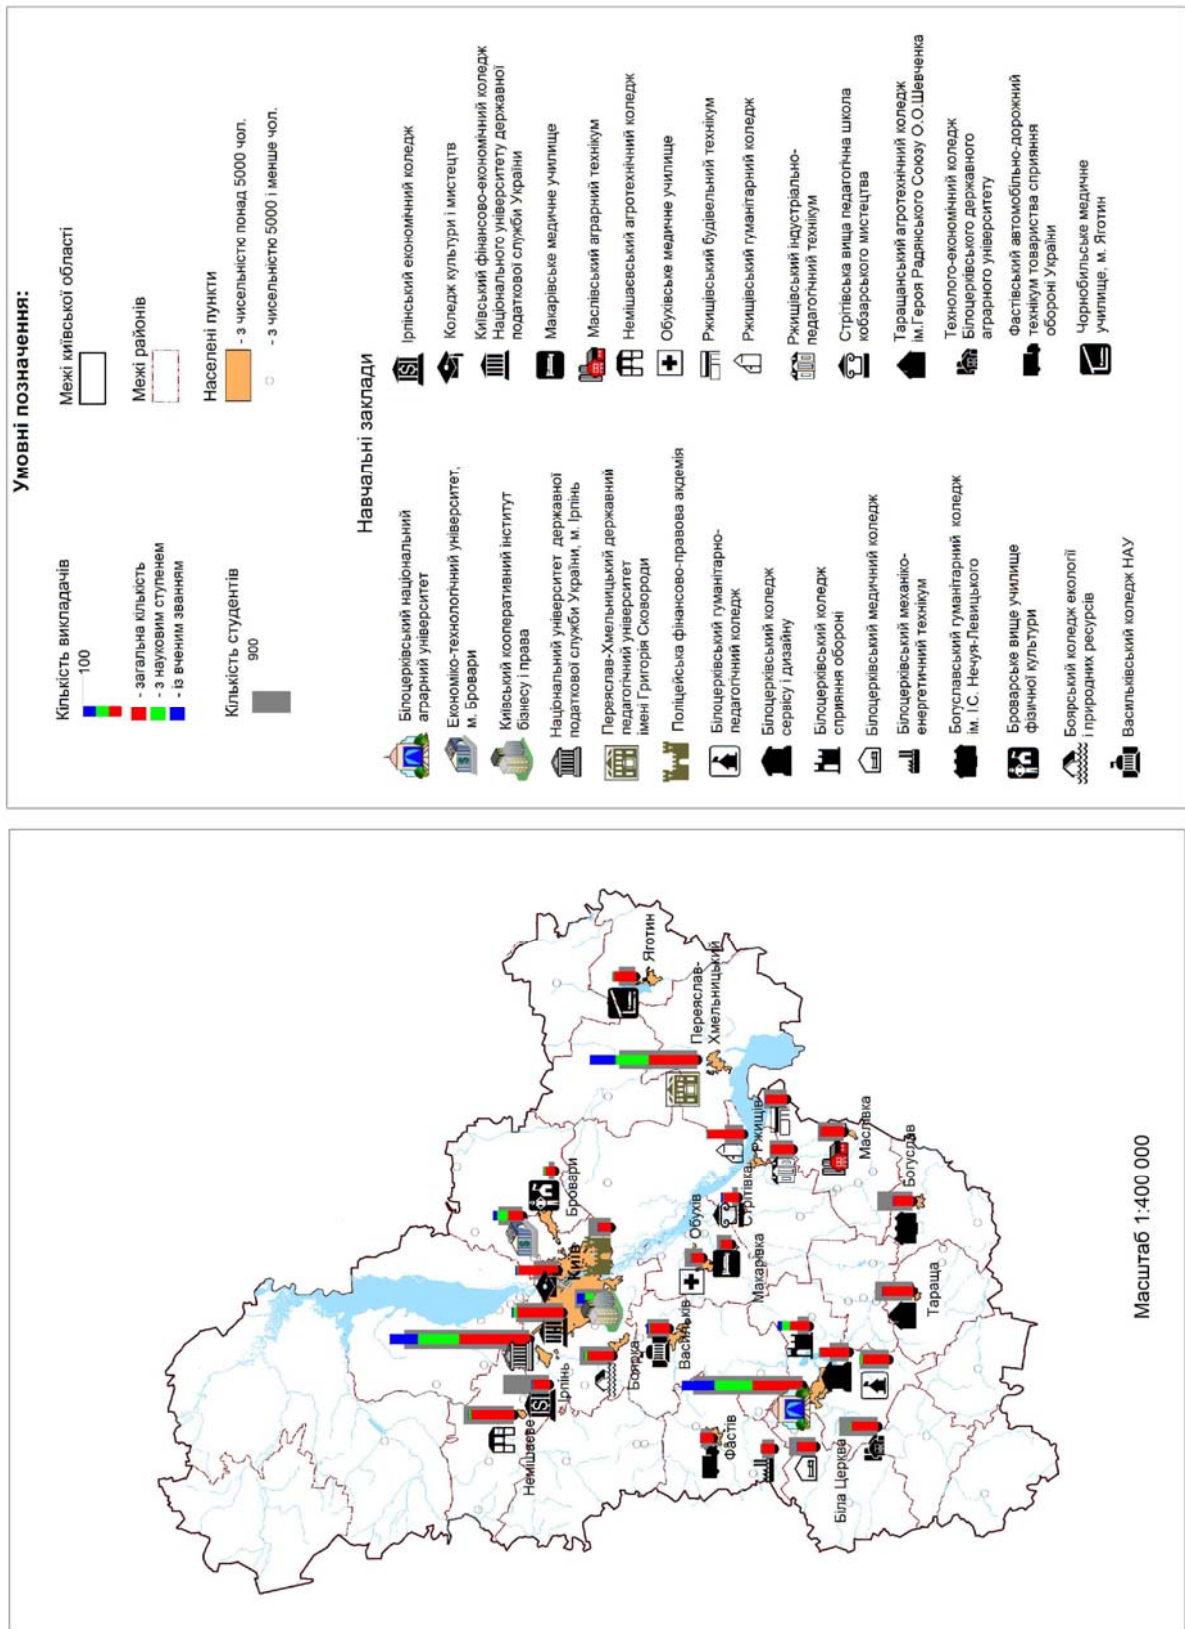 Умовні позначення:
Кількість викладачів
100
- загальна кількість
- з науковим ступенем
- із вченим званням
Кількість студентів
900
Межі київської області
Межі районів
Населені пункти
- з чисельністю понад 5000 чол.
- з чисельністю 5000 і менше чол.
Навчальні заклади
Білоцерківський національний
аграрний університет
Економіко-технологічний університет,
м. Бровари
Київський кооперативний інститут
бізнесу і права
Національний університет державної
податкової служби України, м. Ірпінь
Переяслав-Хмельницький державний
педагогічний університет
імені Григорія Сковороди
Поліцейська фінансово-правова акдемія
Білоцерківський гуманітарно-
педагогічний коледж
Білоцерківський коледж
сервісу і дизайну
Білоцерківський коледж
сприяння обороні
Білоцерківський медичний коледж
Білоцерківський механіко-
енергетичний технікум
Богуславський гуманітарний коледж
ім. І.С. Нечуя-Левицького
Броварське вище училище
фізичної культури
Боярський коледж екології
і природних ресурсів
Васильківський коледж НАУ
Ірпінський економічний коледж
Коледж культури і мистецтв
Київський фінансово-економічний коледж
Національного університету державної
податкової служби України
Макарівське медичне училище
Маслівський аграрний технікум
Немішаєвський агротехнічний коледж
Обухівське медичне училище
Ржищівський будівельний технікум
Ржищівський гуманітарний коледж
Ржищівський індустріально-
педагогічний технікум
Стрітівська вища педагогічна школа
кобзарського мистецтва
Таращанський агротехнічний коледж
ім.Героя Радянського Союзу О.О.Шевченка
Технолого-економічний коледж
Білоцерківського державного
аграрного університету
Фастівський автомобільно-дорожній
технікум товариства сприяння
обороні України
Чорнобильське медичне
училище, м. Яготин
Немішаєве
Ірпінь
Київ
Бровари
Боярка
Васильків
Обухів
Макарівка
Стрітівка
Ржищів
Переяслав-
Хмельницький
Яготин
Фастів
Біла Церква
Тараща
Богуслав
Маслівка
Масштаб 1:400 000